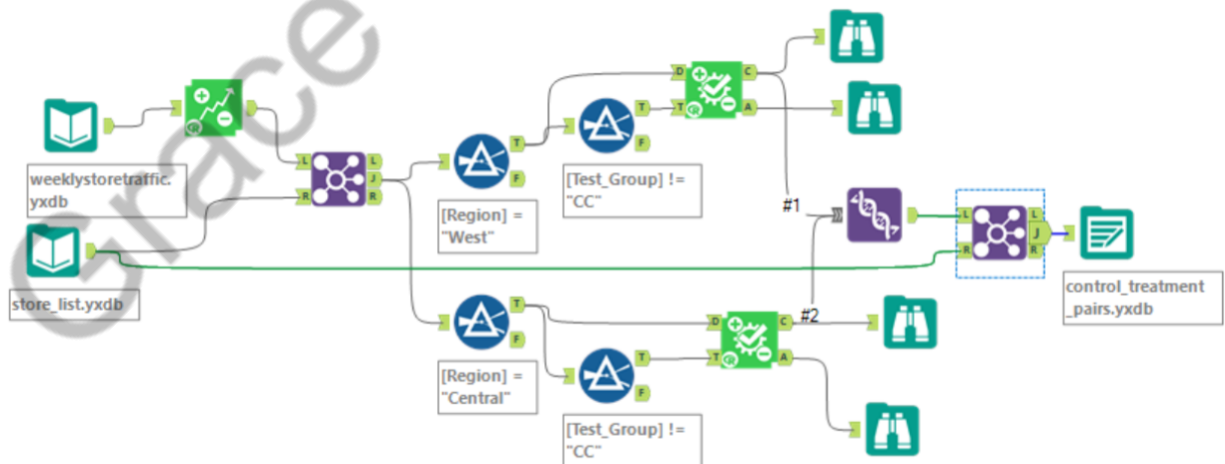 Grace
weeklystoretraffic.
yxdb
store_list.yxdb
L
R
L
J
R
[Region] =
"West"
T
F
[Test_Group] !=
"CC"
T
F
D
T
R
C
A
#1
[Region] =
"Central"
T
F
[Test_Group] !=
"CC"
T
F
D
T
R
C
A
#2
L
R
L
J
R
control_treatment
_pairs.yxdb